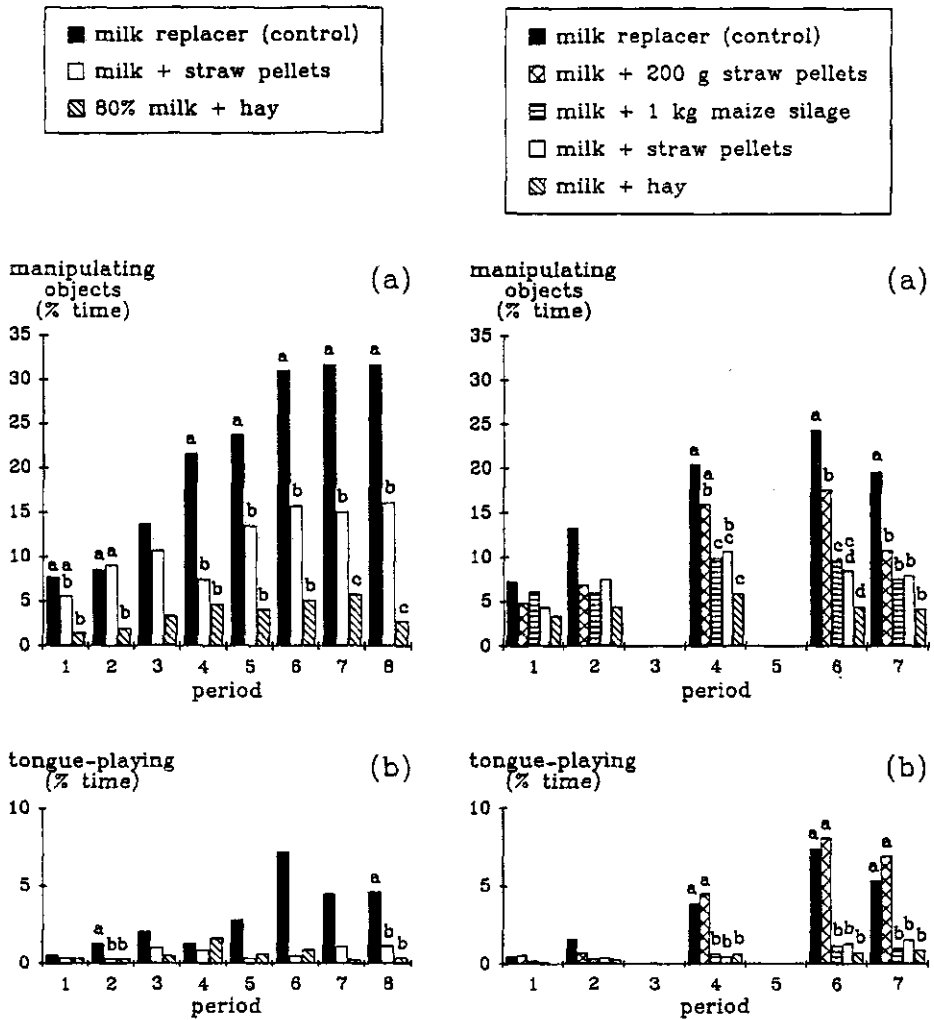 milk replacer (control)
milk + straw pellets
80% milk + hay
milk replacer (control)
milk + 200 g straw pellets
milk + 1 kg maize silage
milk + straw pellets
milk + hay
manipulating
objects
(% time)
(a)
35
30
25
20
15
10
5
0
a a b
a a b
a b b
a b b
a b b
a b c
a b c
1 2 3 4 5 6 7 8
period
manipulating
objects
(% time)
(a)
35
30
25
20
15
10
5
0
a a b c b c
a b c c d d
a b b b c
1 2 3 4 5 6 7
period
tongue-playing
(% time)
(b)
10
5
0
a b b
a b b
1 2 3 4 5 6 7 8
period
tongue-playing
(% time)
(b)
10
5
0
a a b b b
a a b b b
a a b b b
1 2 3 4 5 6 7
period